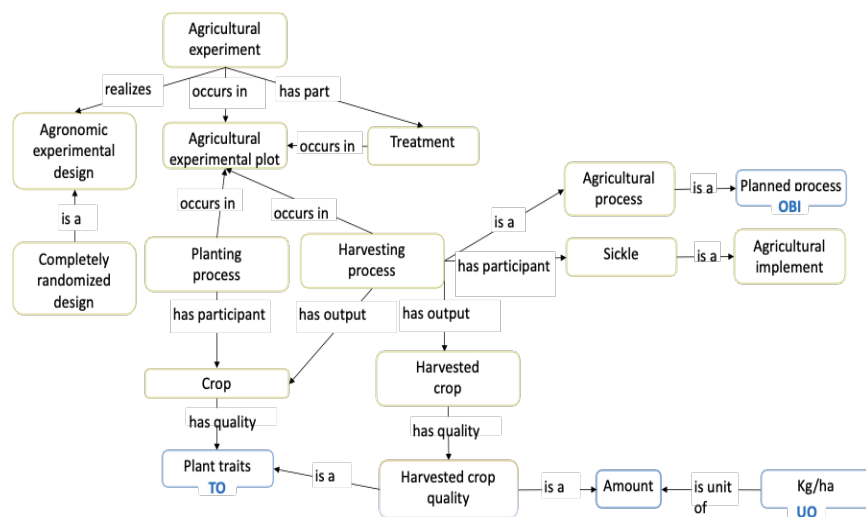 Agricultural
experiment
realizes
occurs in
has part
Agronomic
experimental
design
Agricultural
experimental plot
occurs in
Treatment
Agricultural
process
is a
Planned process
OBI
is a
occurs in
occurs in
is a
Completely
randomized
design
Planting
process
Harvesting
process
has participant
Sickle
is a
Agricultural
implement
has participant
has output
has output
Crop
Harvested
crop
has quality
has quality
Plant traits
TO
is a
Harvested crop
quality
is a
Amount
is unit
of
Kg/ha
UO